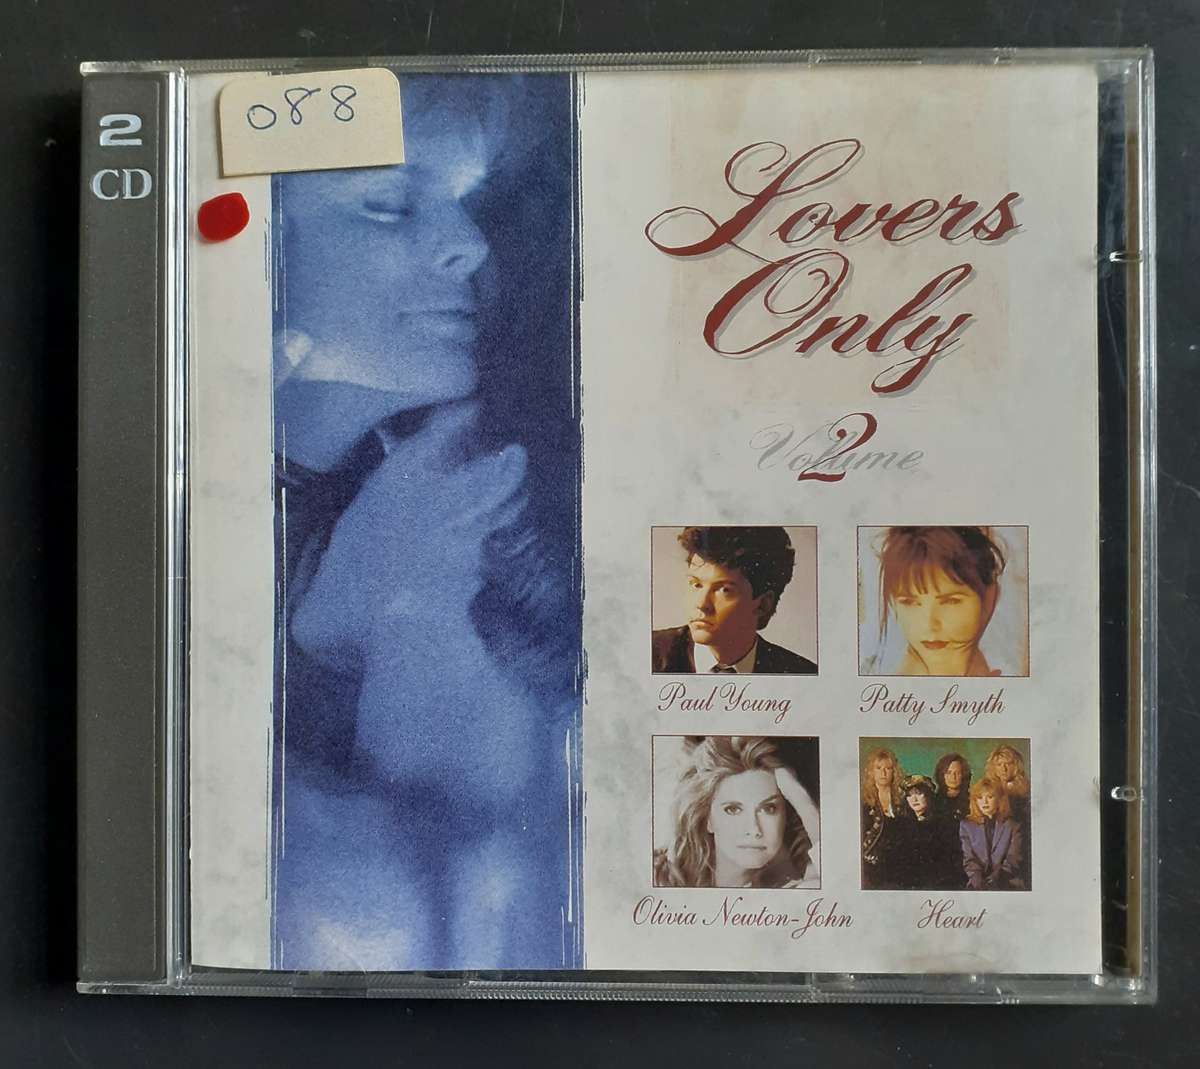 2
CD
088
Lovers
Only
Volume
2
Paul Young
Patty Smyth
Olivia Newton-John
Heart